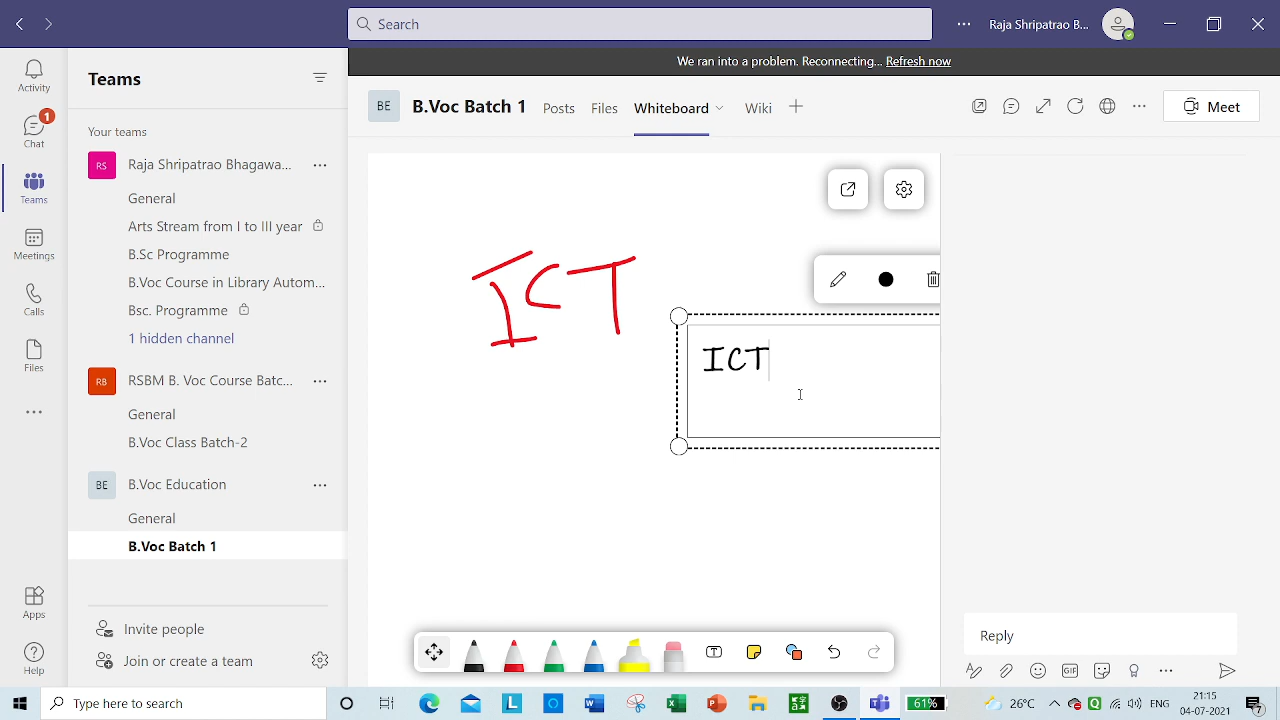 Search
Raja Shripatrao B...
We ran into a problem. Reconnecting... Refresh now
Activity
Chat
1
Teams
Meetings
Calls
Files
Apps
Help
Teams
Your teams
RS
Raja Shripatrao Bhagawa...
General
Arts Stream from I to III year
B.Sc Programme
B.Voc Course in Library Autom...
Bsc. Programme
1 hidden channel
RB
RSBM B. Voc Course Batc...
General
B.Voc Class Batch-2
BE
B.Voc Education
General
B.Voc Batch 1
Invite people
Join or create a team
BE
B.Voc Batch 1
Posts
Files
Whiteboard
Wiki
Meet
ICT
ICT
T
Reply
GIF
Type here to search
61%
26°C
ENG
21:15
04-07-2021
7